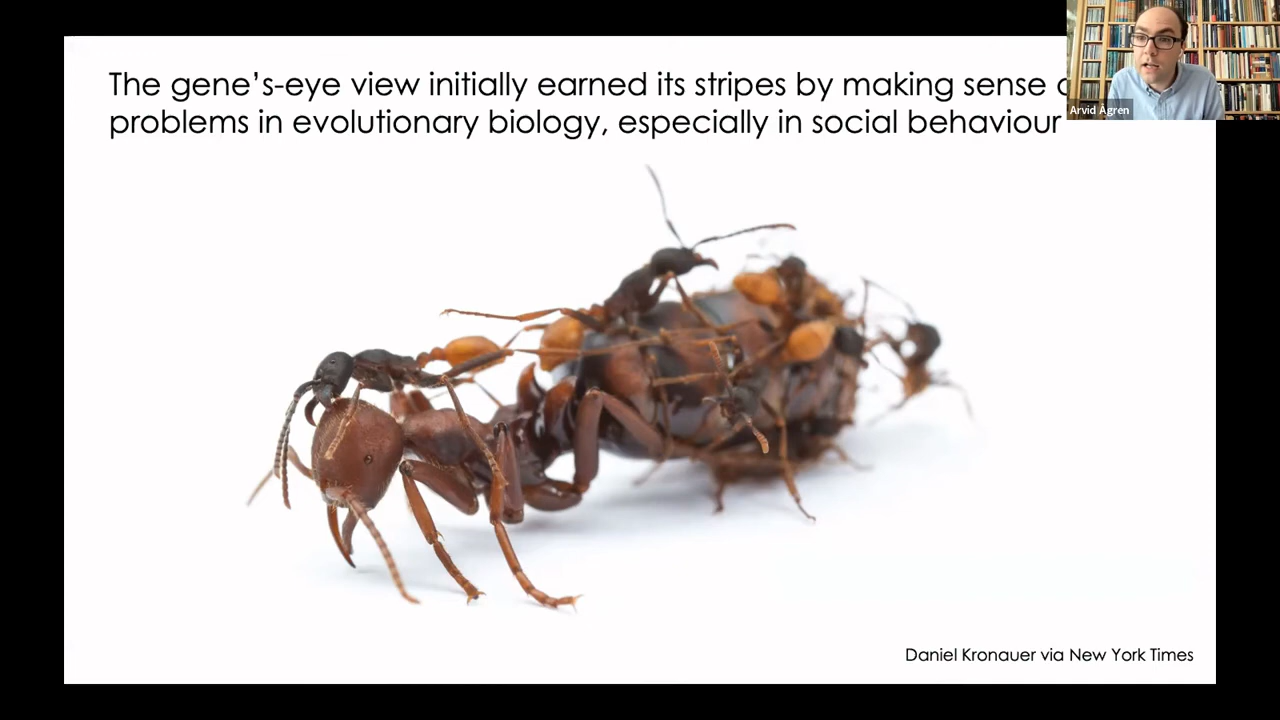 The gene's-eye view initially earned its stripes by making sense
problems in evolutionary biology, especially in social behaviour
Arvid Ågren
Daniel Kronauer via New York Times